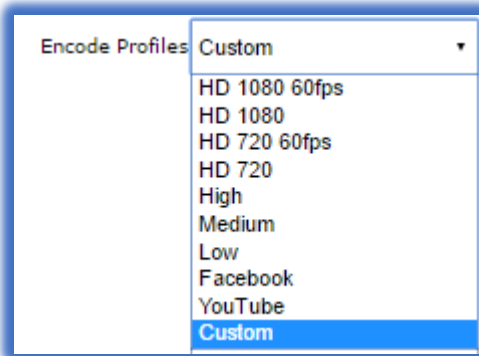 Encode Profiles Custom
HD 1080 60fps
HD 1080
HD 720 60fps
HD 720
High
Medium
Low
Facebook
YouTube
Custom